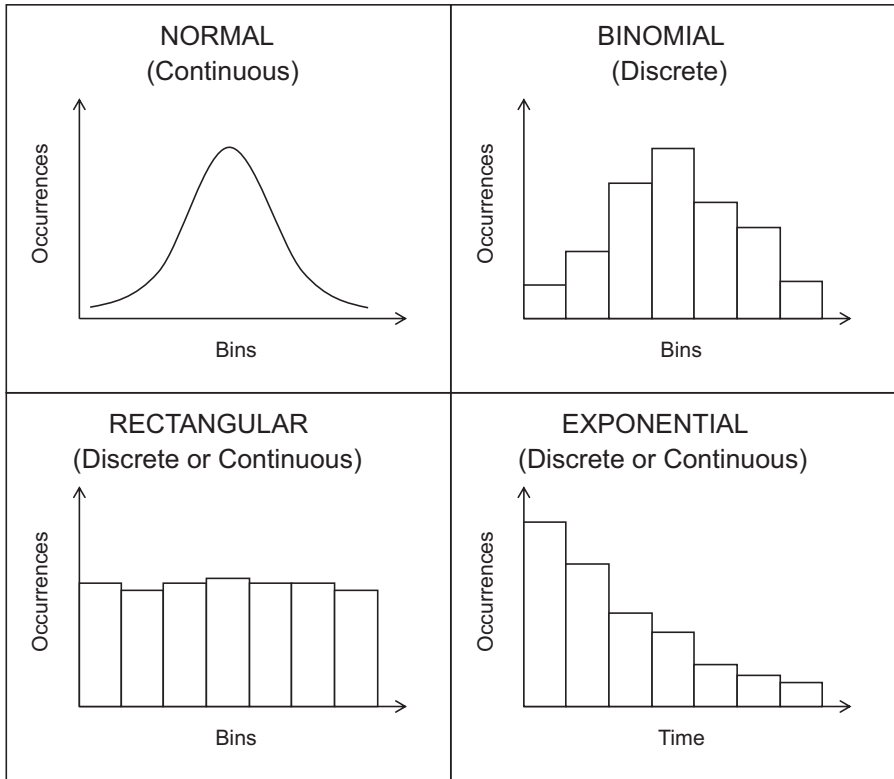 NORMAL
(Continuous)
Occurrences
Bins
BINOMIAL
(Discrete)
Occurrences
Bins
RECTANGULAR
(Discrete or Continuous)
Occurrences
Bins
EXPONENTIAL
(Discrete or Continuous)
Occurrences
Time